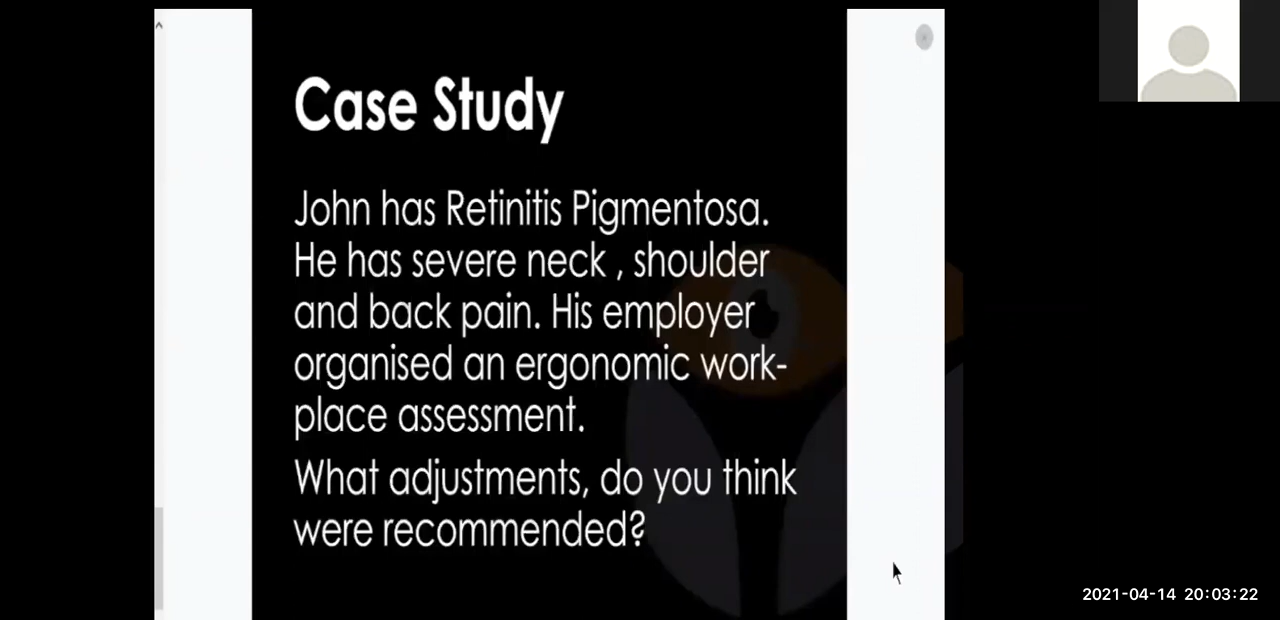 Case Study
John has Retinitis Pigmentosa.
He has severe neck , shoulder
and back pain. His employer
organised an ergonomic work-
place assessment.
What adjustments, do you think
were recommended?
2021-04-14 20:03:22